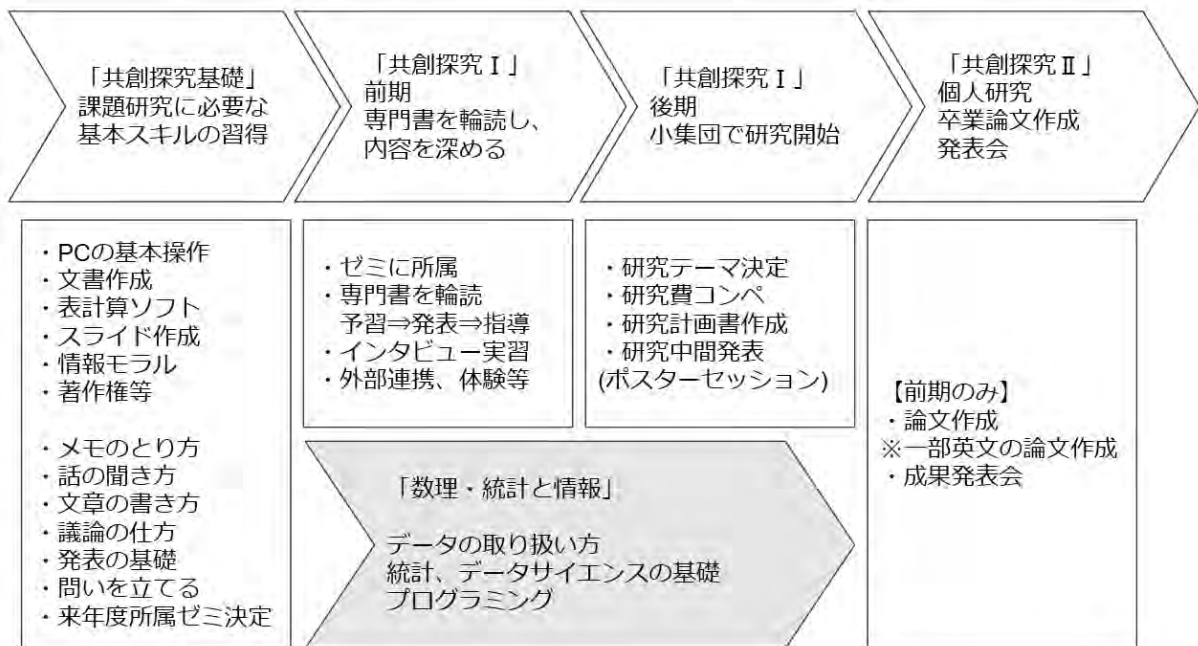 「共創探究基礎」
課題研究に必要な
基本スキルの習得
「共創探究Ⅰ」
前期
専門書を輪読し、
内容を深める
「共創探究Ⅰ」
後期
小集団で研究開始
「共創探究Ⅱ」
個人研究
卒業論文作成
発表会
・PCの基本操作
・文書作成
・表計算ソフト
・スライド作成
・情報モラル
・著作権等
・メモのとり方
・話の聞き方
・文章の書き方
・議論の仕方
・発表の基礎
・問いを立てる
・来年度所属ゼミ決定
・ゼミに所属
・専門書を輪読
予習⇒発表⇒指導
・インタビュー実習
・外部連携、体験等
・研究テーマ決定
・研究費コンペ
・研究計画書作成
・研究中間発表
(ポスターセッション)
「数理・統計と情報」
データの取り扱い方
統計、データサイエンスの基礎
プログラミング
【前期のみ】
・論文作成
※一部英文の論文作成
・成果発表会